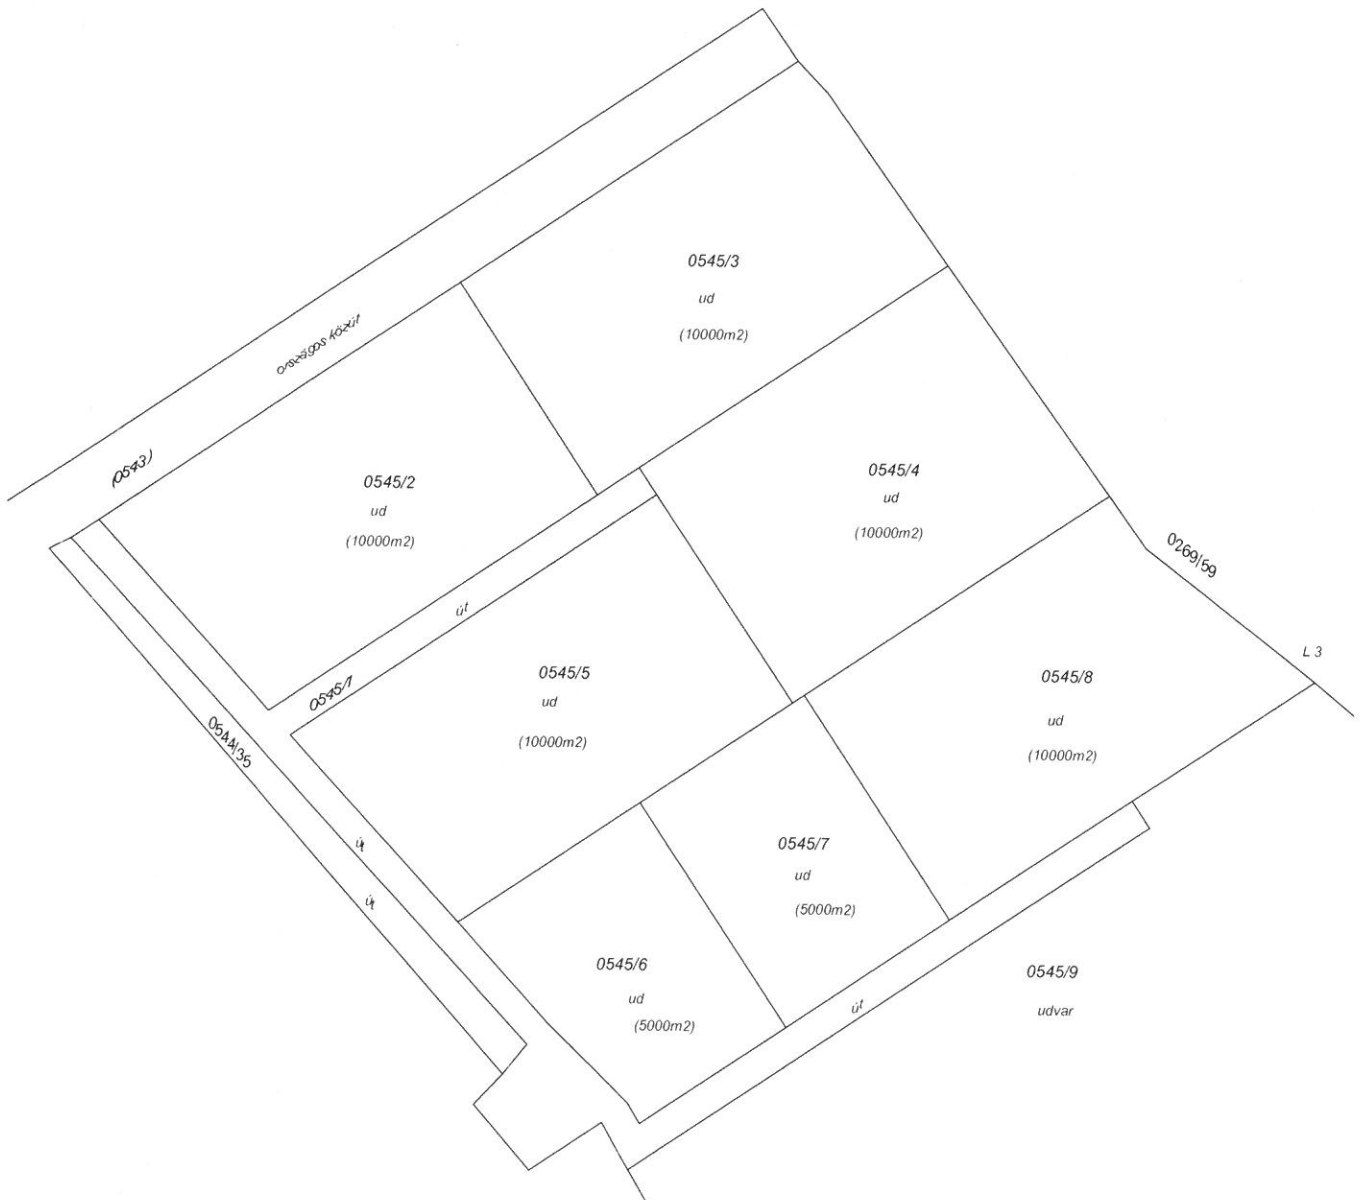 0545/3
ud
(10000m2)
országos közút
(0543)
0545/2
ud
(10000m2)
0545/4
ud
(10000m2)
0269/59
L 3
út
0545/1
0545/5
ud
(10000m2)
0545/8
ud
(10000m2)
0544/35
út
út
0545/7
ud
(5000m2)
0545/6
ud
(5000m2)
út
0545/9
udvar